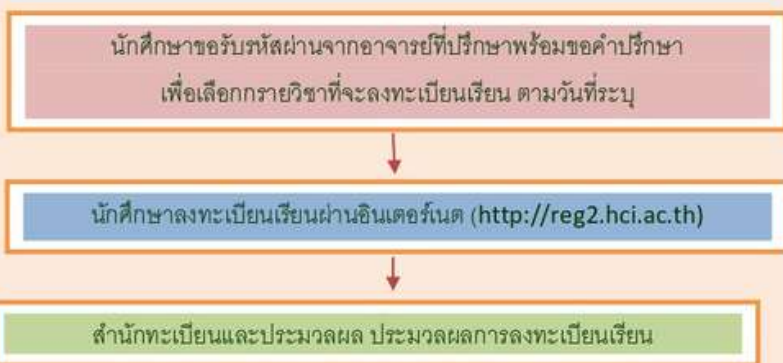 นักศึกษาขอรับรหัสผ่านจากอาจารย์ที่ปรึกษาพร้อมขอคำปรึกษา
เพื่อเลือกกรายวิชาที่จะลงทะเบียนเรียน ตามวันที่ระบุ
นักศึกษาลงทะเบียนเรียนผ่านอินเตอร์เนต (http://reg2.hci.ac.th)
สำนักทะเบียนและประมวลผล ประมวลผลการลงทะเบียนเรียน